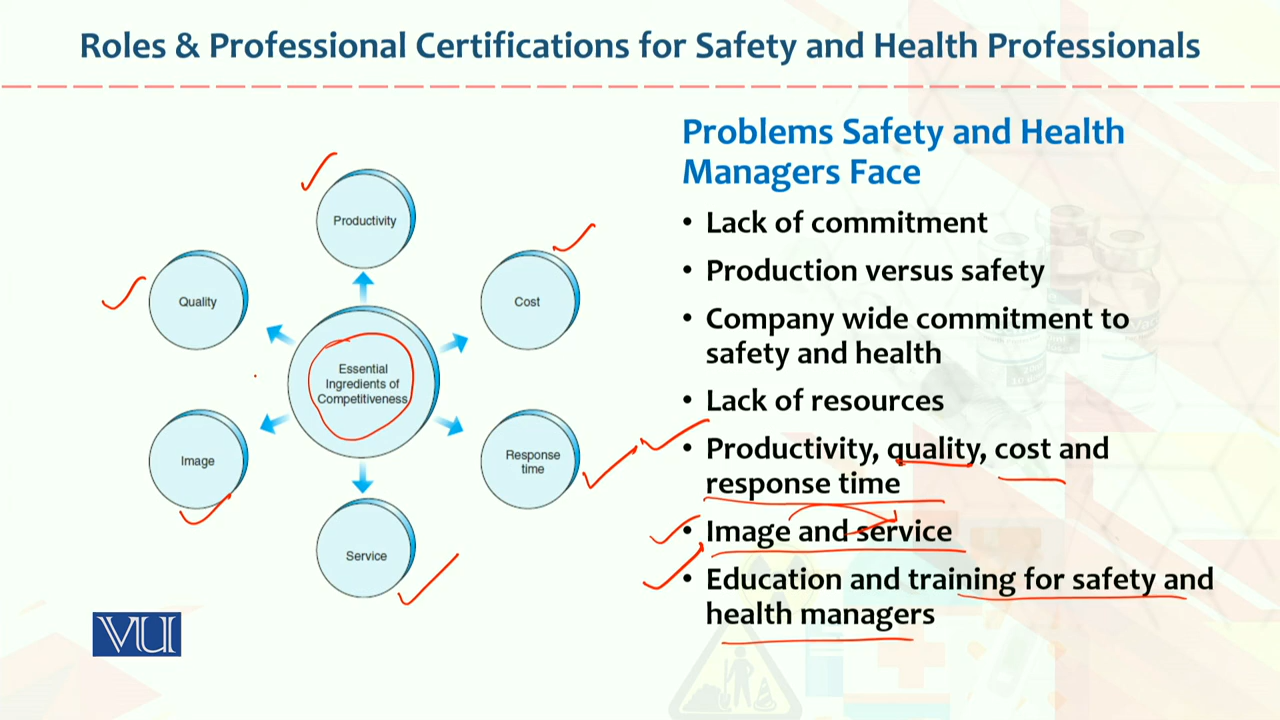 Roles & Professional Certifications for Safety and Health Professionals
Productivity
Quality
Cost
Essential
Ingredients of
Competitiveness
Image
Response
time
Service
VU
Problems Safety and Health
Managers Face
• Lack of commitment
• Production versus safety
• Company wide commitment to
safety and health
• Lack of resources
• Productivity, quality, cost and
response time
• Image and service
• Education and training for safety and
health managers